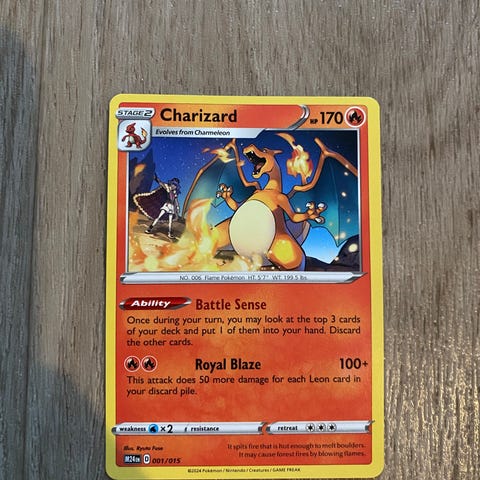 STAGE 2
Charizard
HP 170
Evolves from Charmeleon
NO. 006 Flame Pokémon HT: 5'7" WT: 199.5 lbs
Ability Battle Sense
Once during your turn, you may look at the top 3 cards
of your deck and put 1 of them into your hand. Discard
the other cards.
Royal Blaze 100+
This attack does 50 more damage for each Leon card in
your discard pile.
weakness ×2 resistance retreat
Illus. Ryuta Fuse
M24 EN D 001/015
It spits fire that is hot enough to melt boulders.
It may cause forest fires by blowing flames.
©2024 Pokémon / Nintendo / Creatures / GAME FREAK